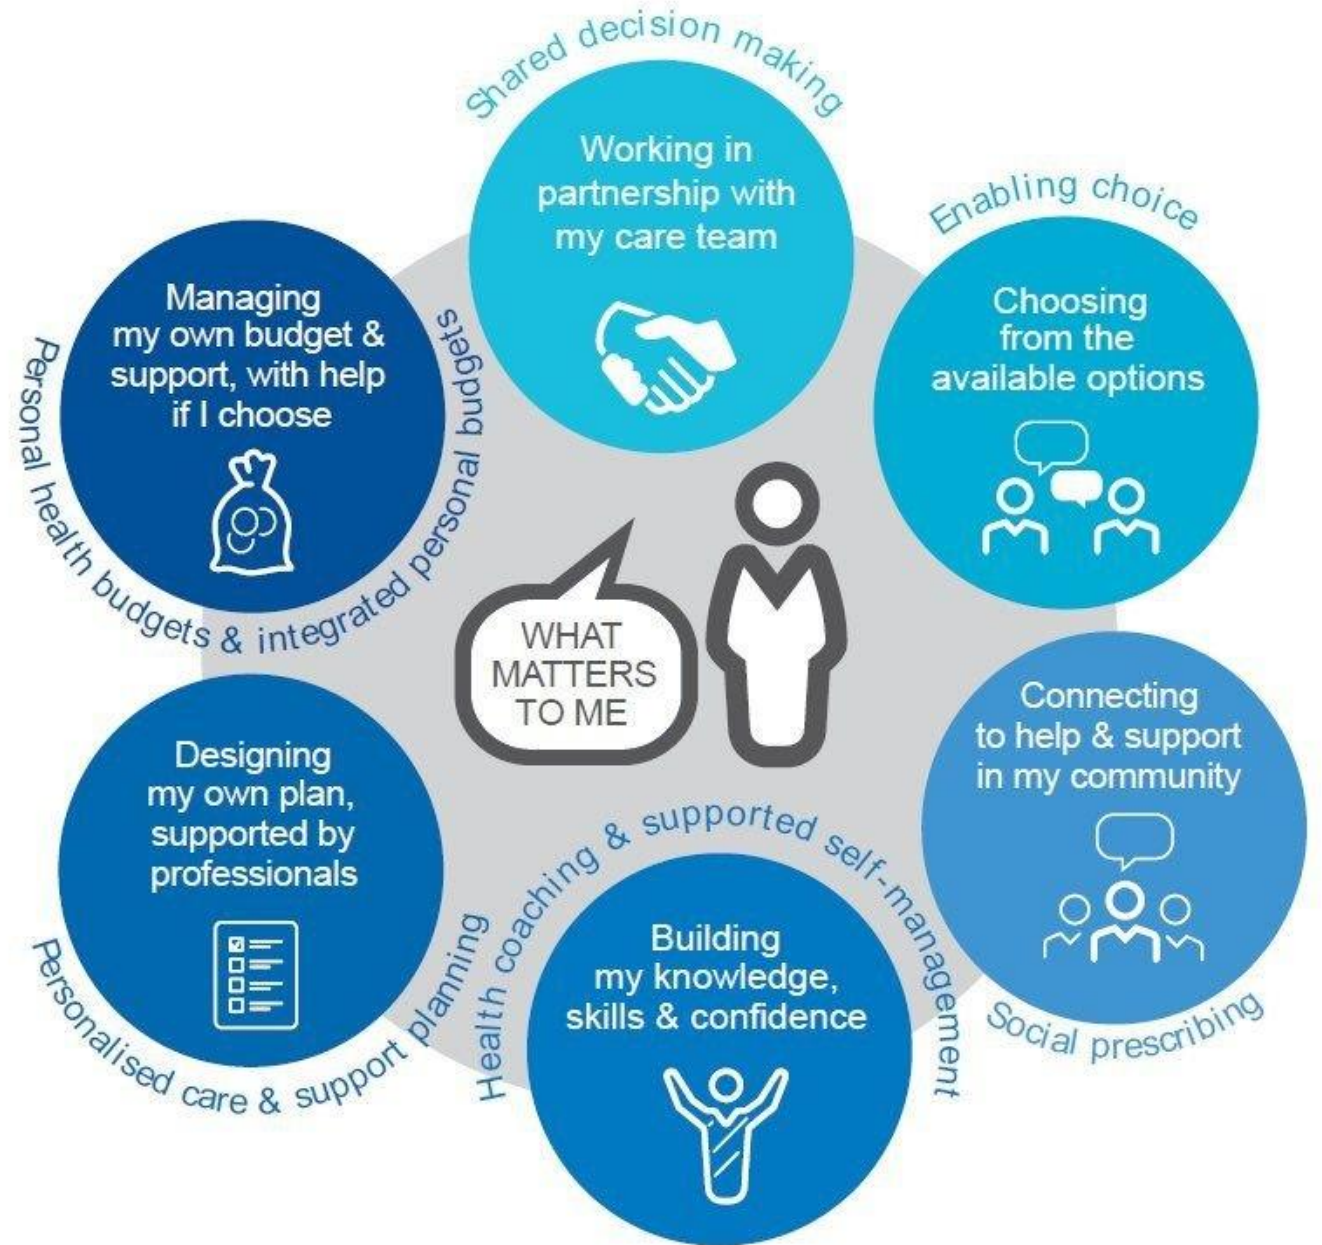 Shared decision making
Working in
partnership with
my care team
Enabling choice
Choosing
from the
available options
Connecting
to help & support
in my community
Social prescribing
Health coaching & supported self-management
Building
my knowledge,
skills & confidence
Designing
my own plan,
supported by
professionals
Personalised care & support planning
Managing
my own budget &
support, with help
if I choose
Personal health budgets & integrated personal budgets
WHAT
MATTERS
TO ME